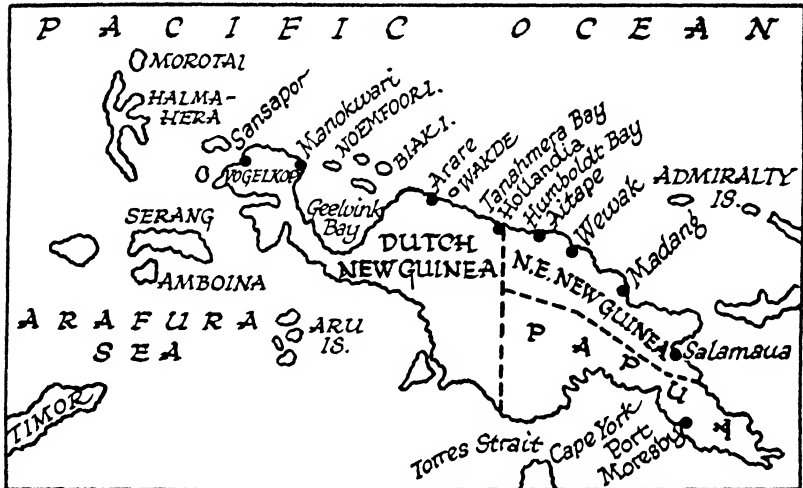 PACIFIC OCEAN
MOROTAI
HALMA-
HERA
Sansapor
Manokwari
NOEMFOOR I.
BIAK I.
Arare
WAKDE
Tanahmera Bay
Hollandia
Humboldt Bay
Aitape
Wewak
Madang
ADMIRALTY
IS.
VOGELKOP
Geelvink
Bay
SERANG
AMBOINA
DUTCH
NEW GUINEA
N.E. NEW GUINEA
ARAFURA
SEA
ARU
IS.
PAPUA
Salamaua
TIMOR
Torres Strait
Cape York
Port
Moresby